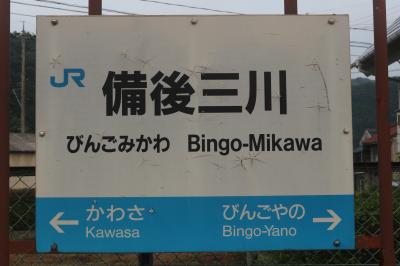 JR
備後三川
びんごみかわ Bingo-Mikawa
← かわさ びんごやの →
Kawasa Bingo-Yano